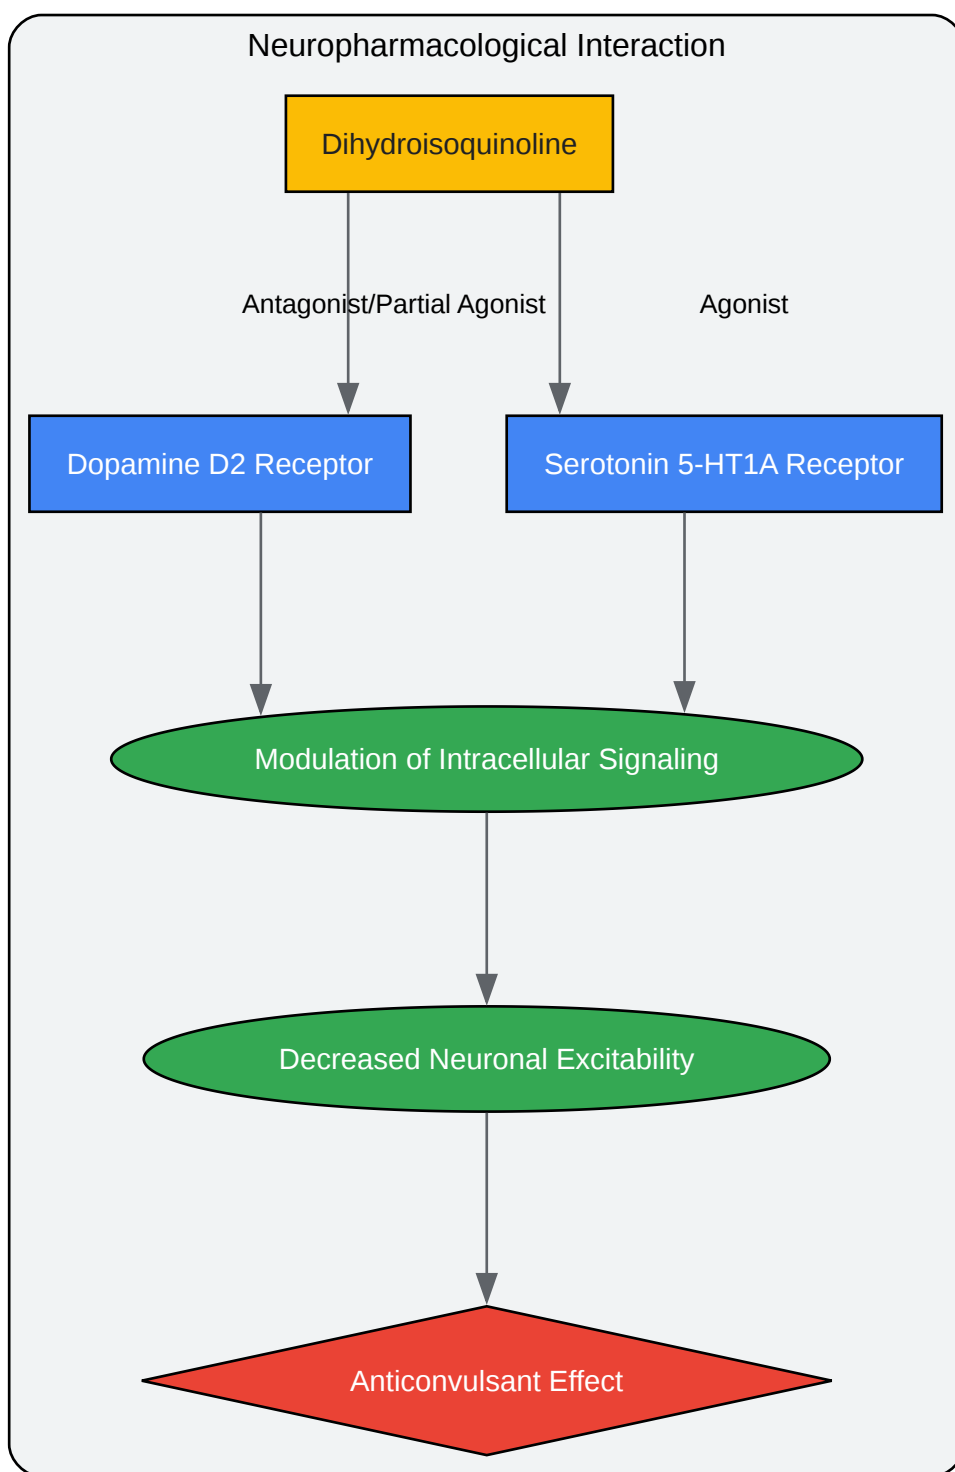 Neuropharmacological Interaction
Dihydroisoquinoline
Antagonist/Partial Agonist
Agonist
Dopamine D2 Receptor
Serotonin 5-HT1A Receptor
Modulation of Intracellular Signaling
Decreased Neuronal Excitability
Anticonvulsant Effect